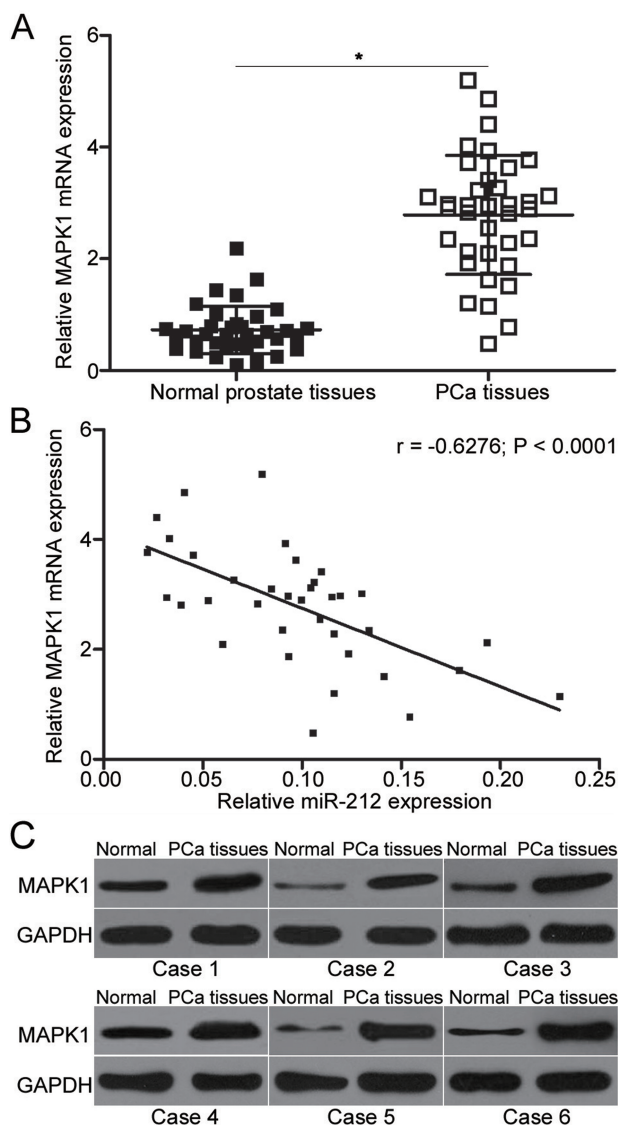 A
Relative MAPK1 mRNA expression
6
4
2
0
*
Normal prostate tissues PCa tissues
B
Relative MAPK1 mRNA expression
6
4
2
0
r = -0.6276; P < 0.0001
0.00 0.05 0.10 0.15 0.20 0.25
Relative miR-212 expression
C
Normal PCa tissues Normal PCa tissues Normal PCa tissues
MAPK1
GAPDH
Case 1 Case 2 Case 3
Normal PCa tissues Normal PCa tissues Normal PCa tissues
MAPK1
GAPDH
Case 4 Case 5 Case 6